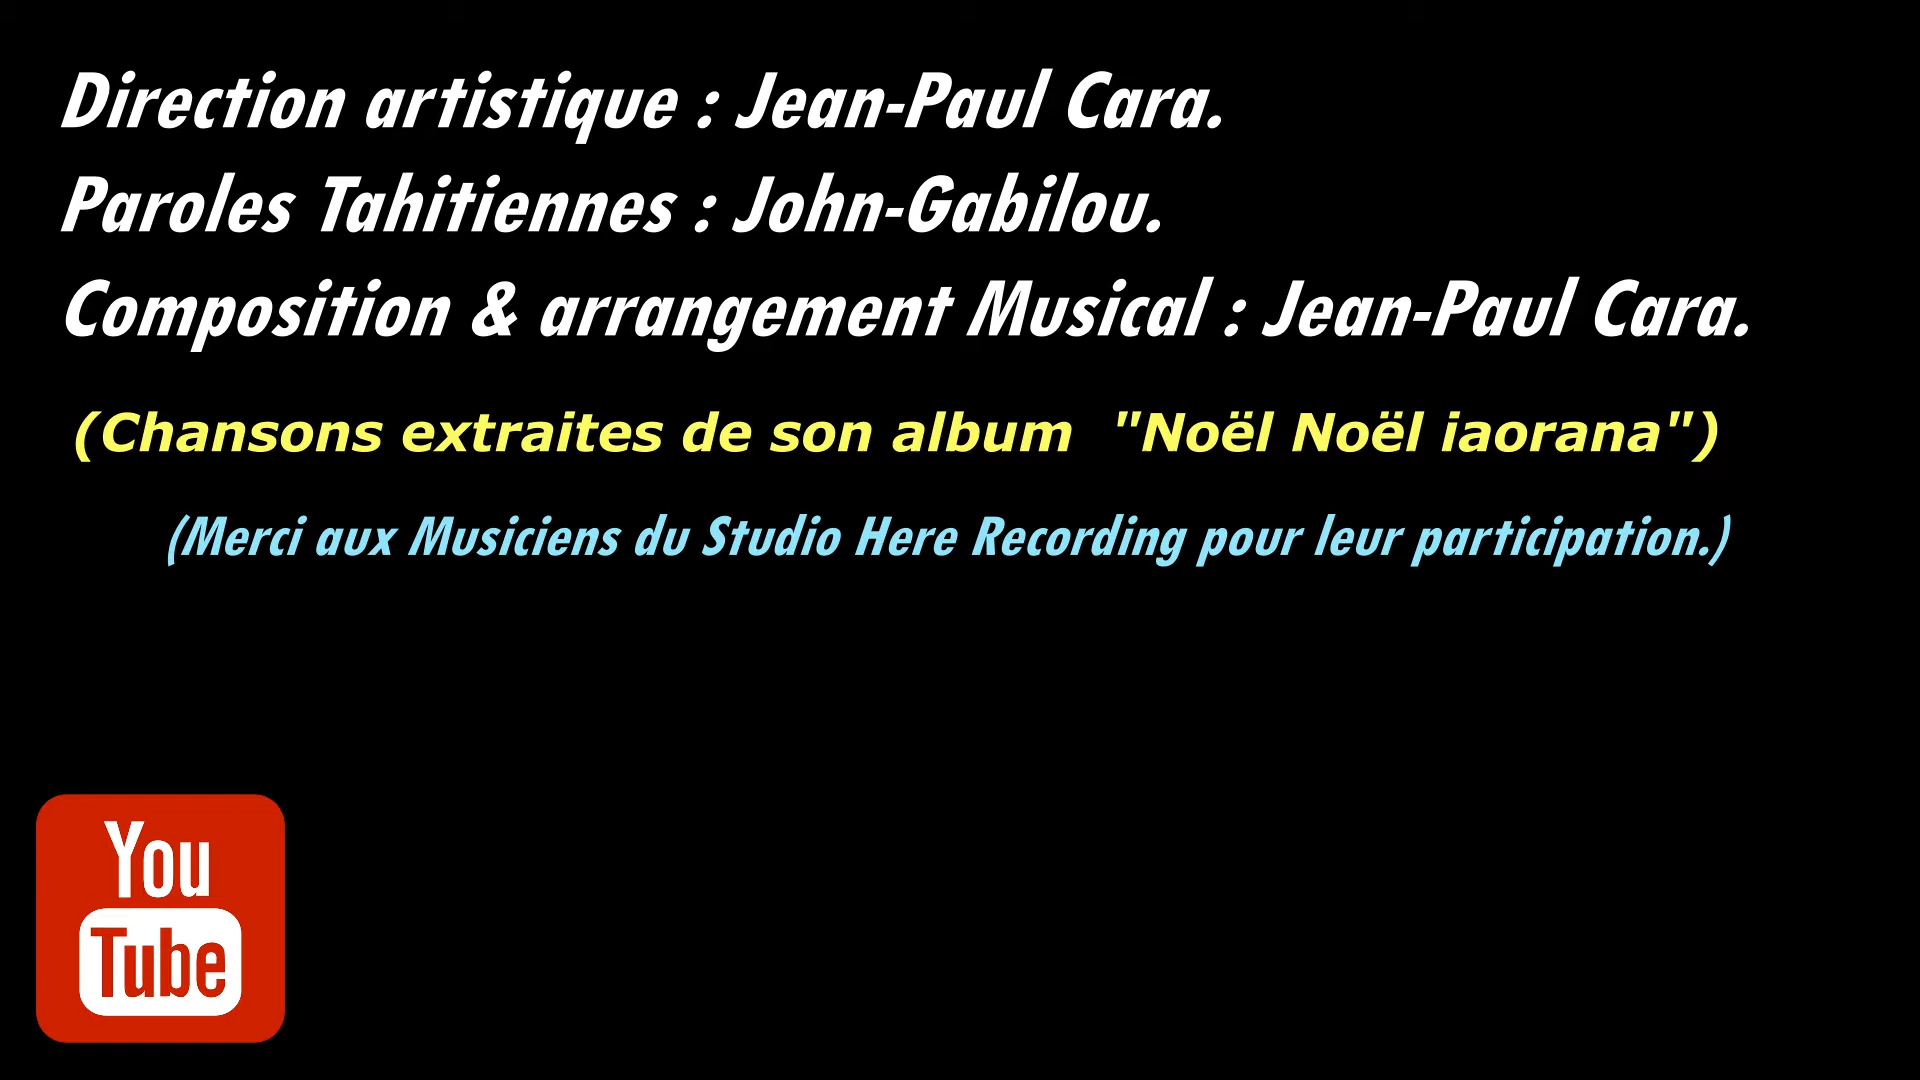 Direction artistique : Jean-Paul Cara.
Paroles Tahitiennes : John-Gabilou.
Composition & arrangement Musical : Jean-Paul Cara.
(Chansons extraites de son album "Noël Noël iaorana")
(Merci aux Musiciens du Studio Here Recording pour leur participation.)
You
Tube